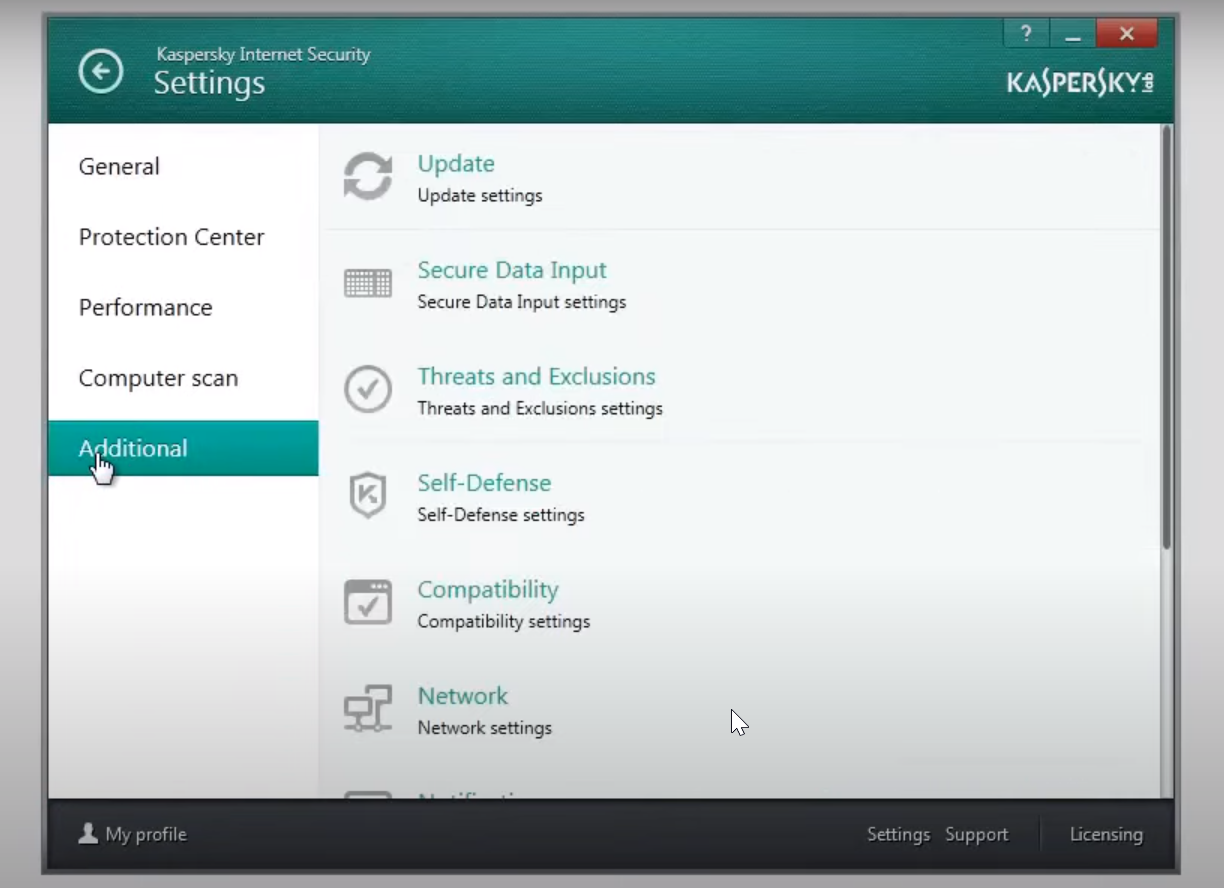 Kaspersky Internet Security
Settings
?
KASPERSKY lab
General
Protection Center
Performance
Computer scan
Additional
Update
Update settings
Secure Data Input
Secure Data Input settings
Threats and Exclusions
Threats and Exclusions settings
Self-Defense
Self-Defense settings
Compatibility
Compatibility settings
Network
Network settings
My profile
Settings
Support
Licensing